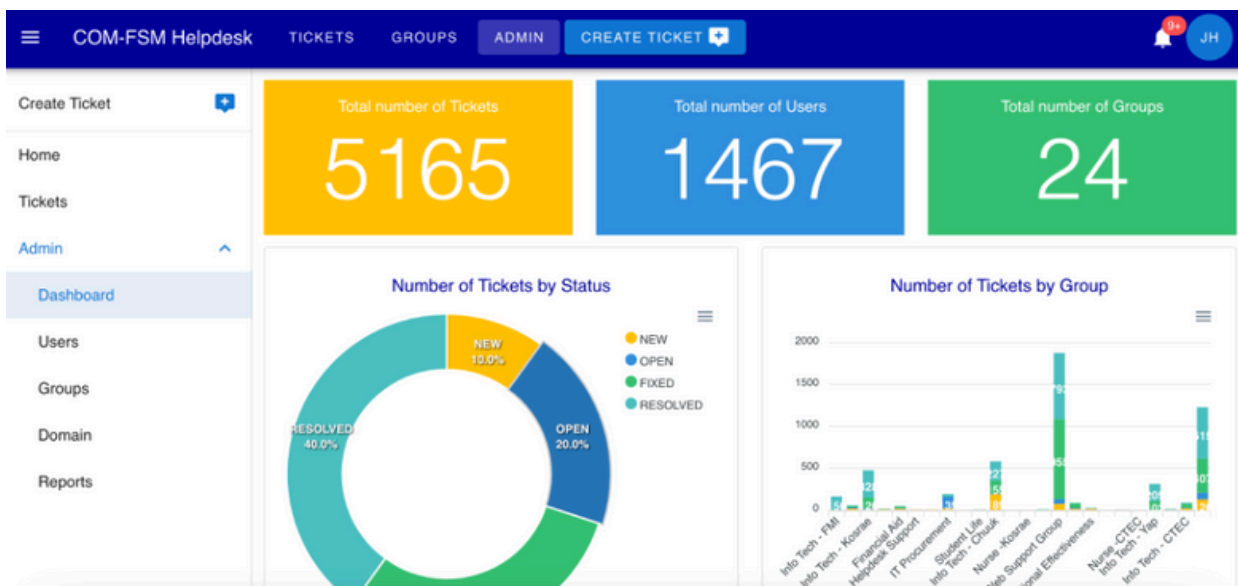 COM-FSM Helpdesk TICKETS GROUPS ADMIN CREATE TICKET 9+ JH
Create Ticket
Home
Tickets
Admin
Dashboard
Users
Groups
Domain
Reports
Total number of Tickets
5165
Total number of Users
1467
Total number of Groups
24
Number of Tickets by Status
NEW
10.0%
OPEN
20.0%
RESOLVED
40.0%
NEW
OPEN
FIXED
RESOLVED
Number of Tickets by Group
2000
1500
1000
500
0
Info Tech - FMI
Info Tech - Kosrae
Financial Aid
Helpdesk Support
IT Procurement
Student Life
Info Tech - Chuuk
Nurse -Kosrae
Web Support Group
Effectiveness
Nurse -CTEC
Info Tech - Yap
Info Tech - CTEC